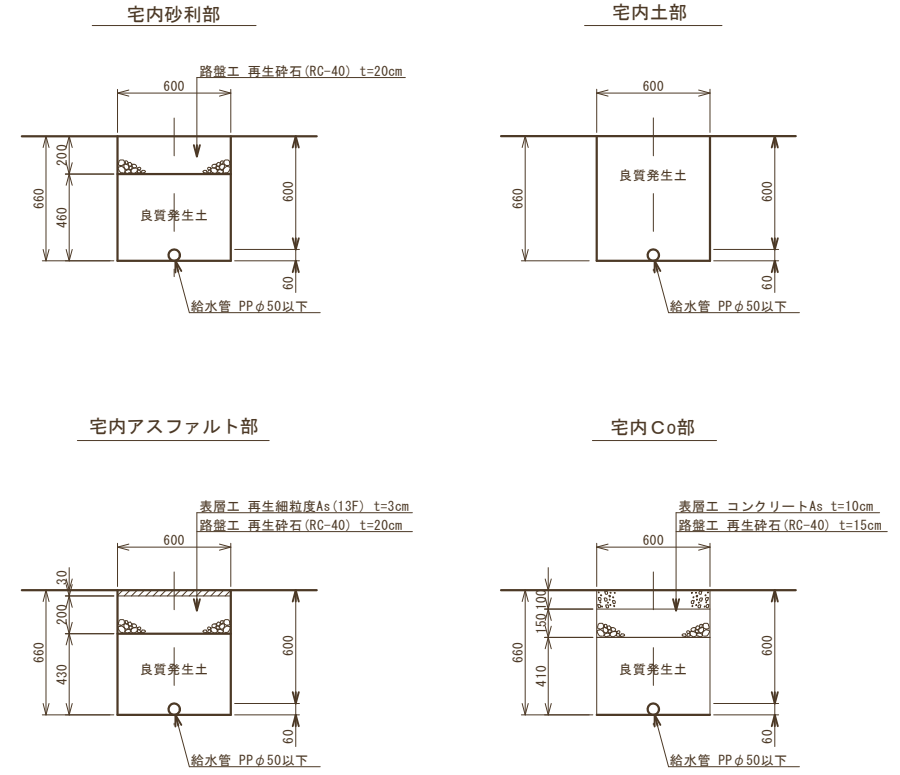 宅内砂利部
路盤工 再生砕石(RC-40) t=20cm
600
200
660
460
600
良質発生土
60
給水管 PPφ50以下
宅内土部
600
良質発生土
660
600
60
給水管 PPφ50以下
宅内アスファルト部
表層工 再生細粒度As(13F) t=3cm
路盤工 再生砕石(RC-40) t=20cm
600
30
200
660
430
600
良質発生土
60
給水管 PPφ50以下
宅内Co部
表層工 コンクリートAs t=10cm
路盤工 再生砕石(RC-40) t=15cm
600
100
150
660
410
600
良質発生土
60
給水管 PPφ50以下